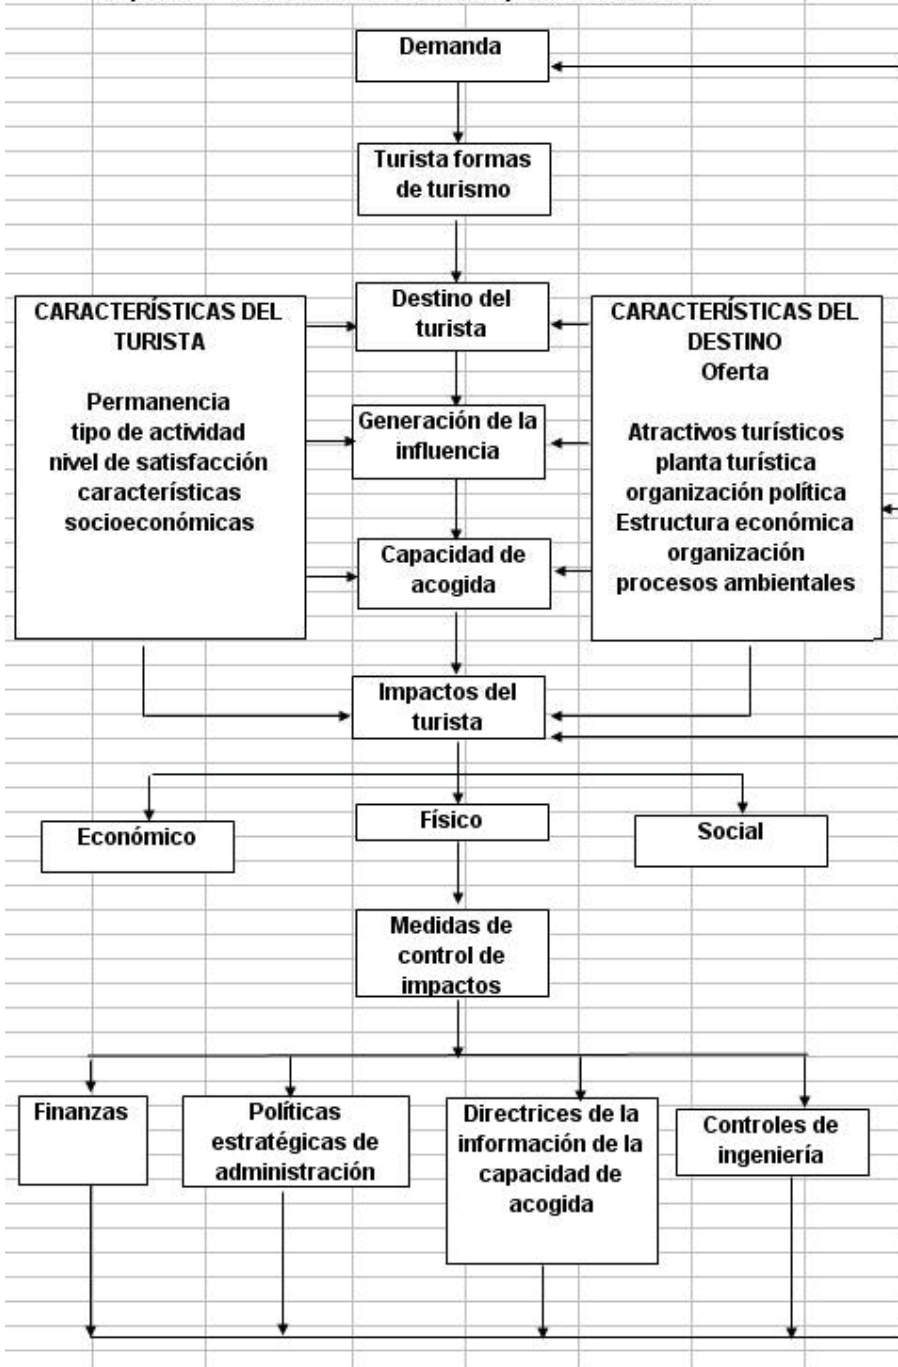 Demanda
Turista formas
de turismo
Destino del
turista
CARACTERÍSTICAS DEL
TURISTA
Permanencia
tipo de actividad
nivel de satisfacción
características
socioeconómicas
CARACTERÍSTICAS DEL
DESTINO
Oferta
Atractivos turísticos
planta turística
organización política
Estructura económica
organización
procesos ambientales
Generación de la
influencia
Capacidad de
acogida
Impactos del
turista
Económico
Físico
Social
Medidas de
control de
impactos
Finanzas
Políticas
estratégicas de
administración
Directrices de la
información de la
capacidad de
acogida
Controles de
ingeniería